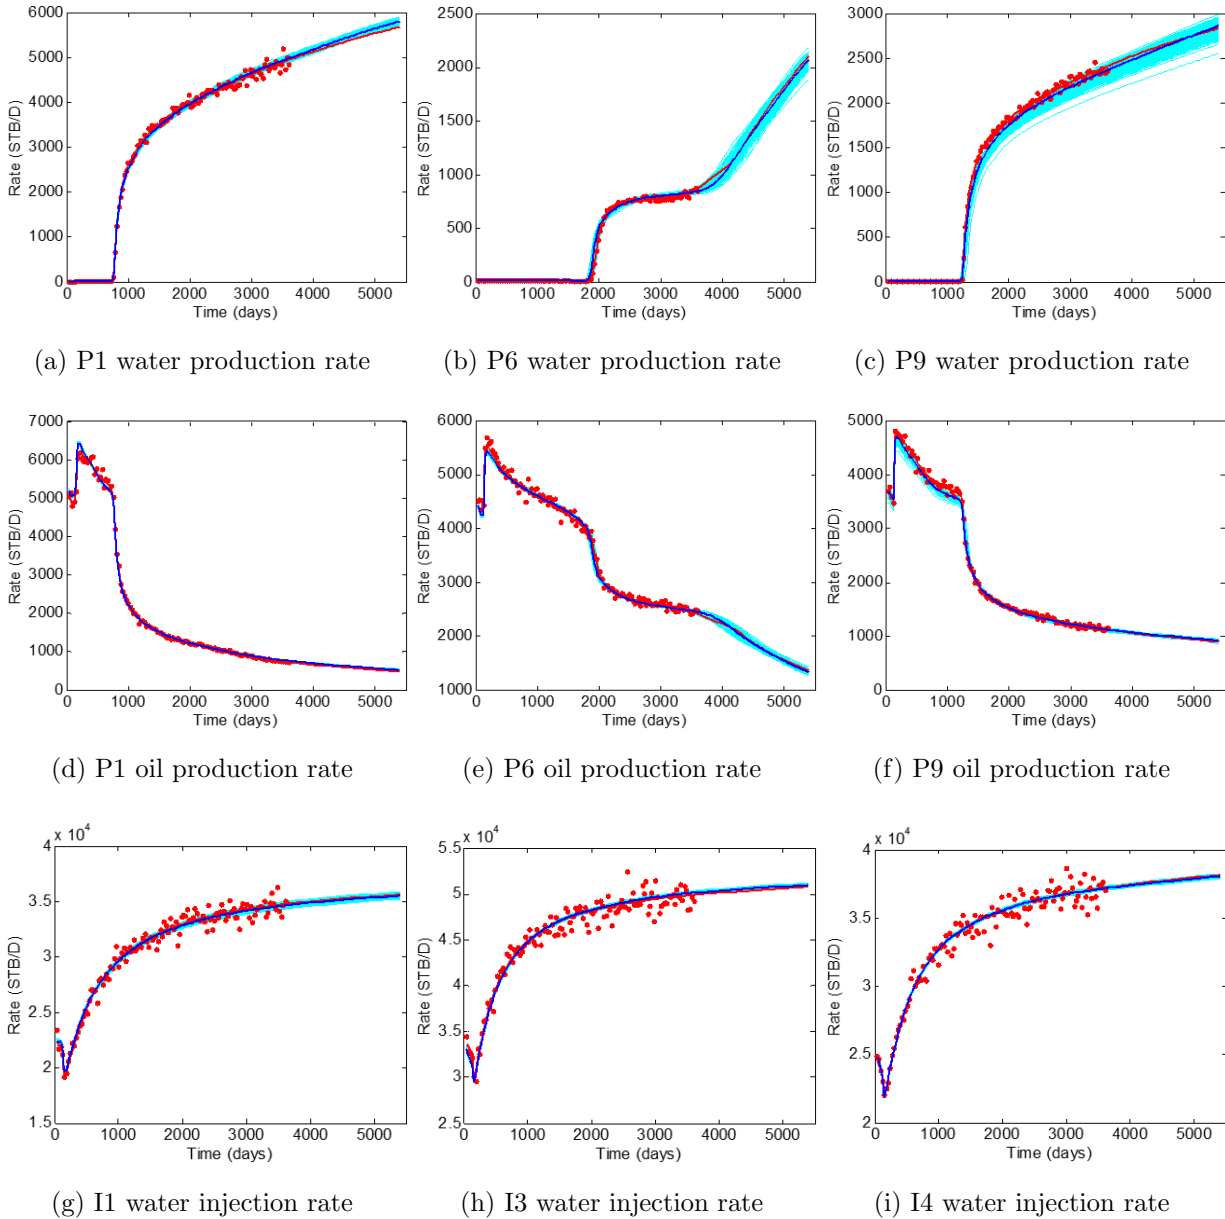 6000
5000
4000
3000
2000
1000
0
Rate (STB/D)
0 1000 2000 3000 4000 5000
Time (days)
(a) P1 water production rate
2500
2000
1500
1000
500
0
Rate (STB/D)
0 1000 2000 3000 4000 5000
Time (days)
(b) P6 water production rate
3000
2500
2000
1500
1000
500
0
Rate (STB/D)
0 1000 2000 3000 4000 5000
Time (days)
(c) P9 water production rate
7000
6000
5000
4000
3000
2000
1000
0
Rate (STB/D)
0 1000 2000 3000 4000 5000
Time (days)
(d) P1 oil production rate
6000
5000
4000
3000
2000
1000
Rate (STB/D)
0 1000 2000 3000 4000 5000
Time (days)
(e) P6 oil production rate
5000
4000
3000
2000
1000
0
Rate (STB/D)
0 1000 2000 3000 4000 5000
Time (days)
(f) P9 oil production rate
x 10^4
4
3.5
3
2.5
2
1.5
Rate (STB/D)
0 1000 2000 3000 4000 5000
Time (days)
(g) I1 water injection rate
x 10^4
5.5
5
4.5
4
3.5
3
2.5
Rate (STB/D)
0 1000 2000 3000 4000 5000
Time (days)
(h) I3 water injection rate
x 10^4
4
3.5
3
2.5
2
Rate (STB/D)
0 1000 2000 3000 4000 5000
Time (days)
(i) I4 water injection rate